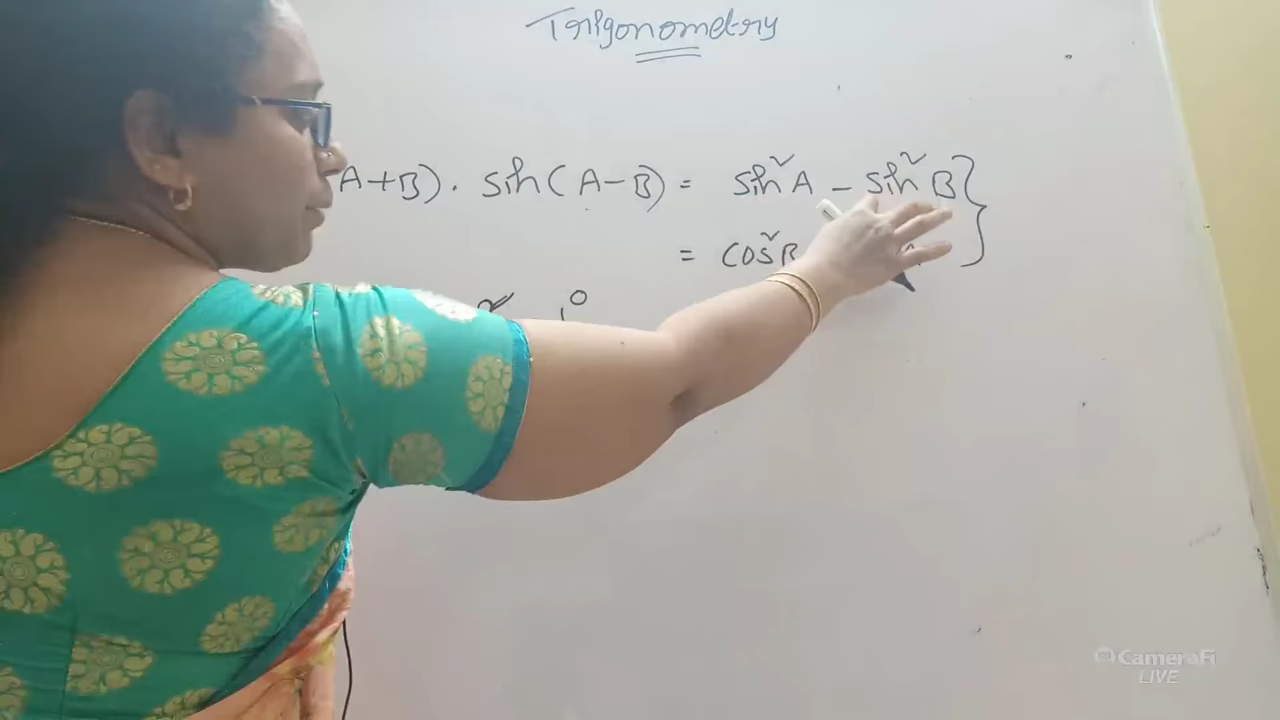 Trigonometry
A+B) . sin(A-B) = sin²A - sin²B}
= cos²B
CameraFi
LIVE